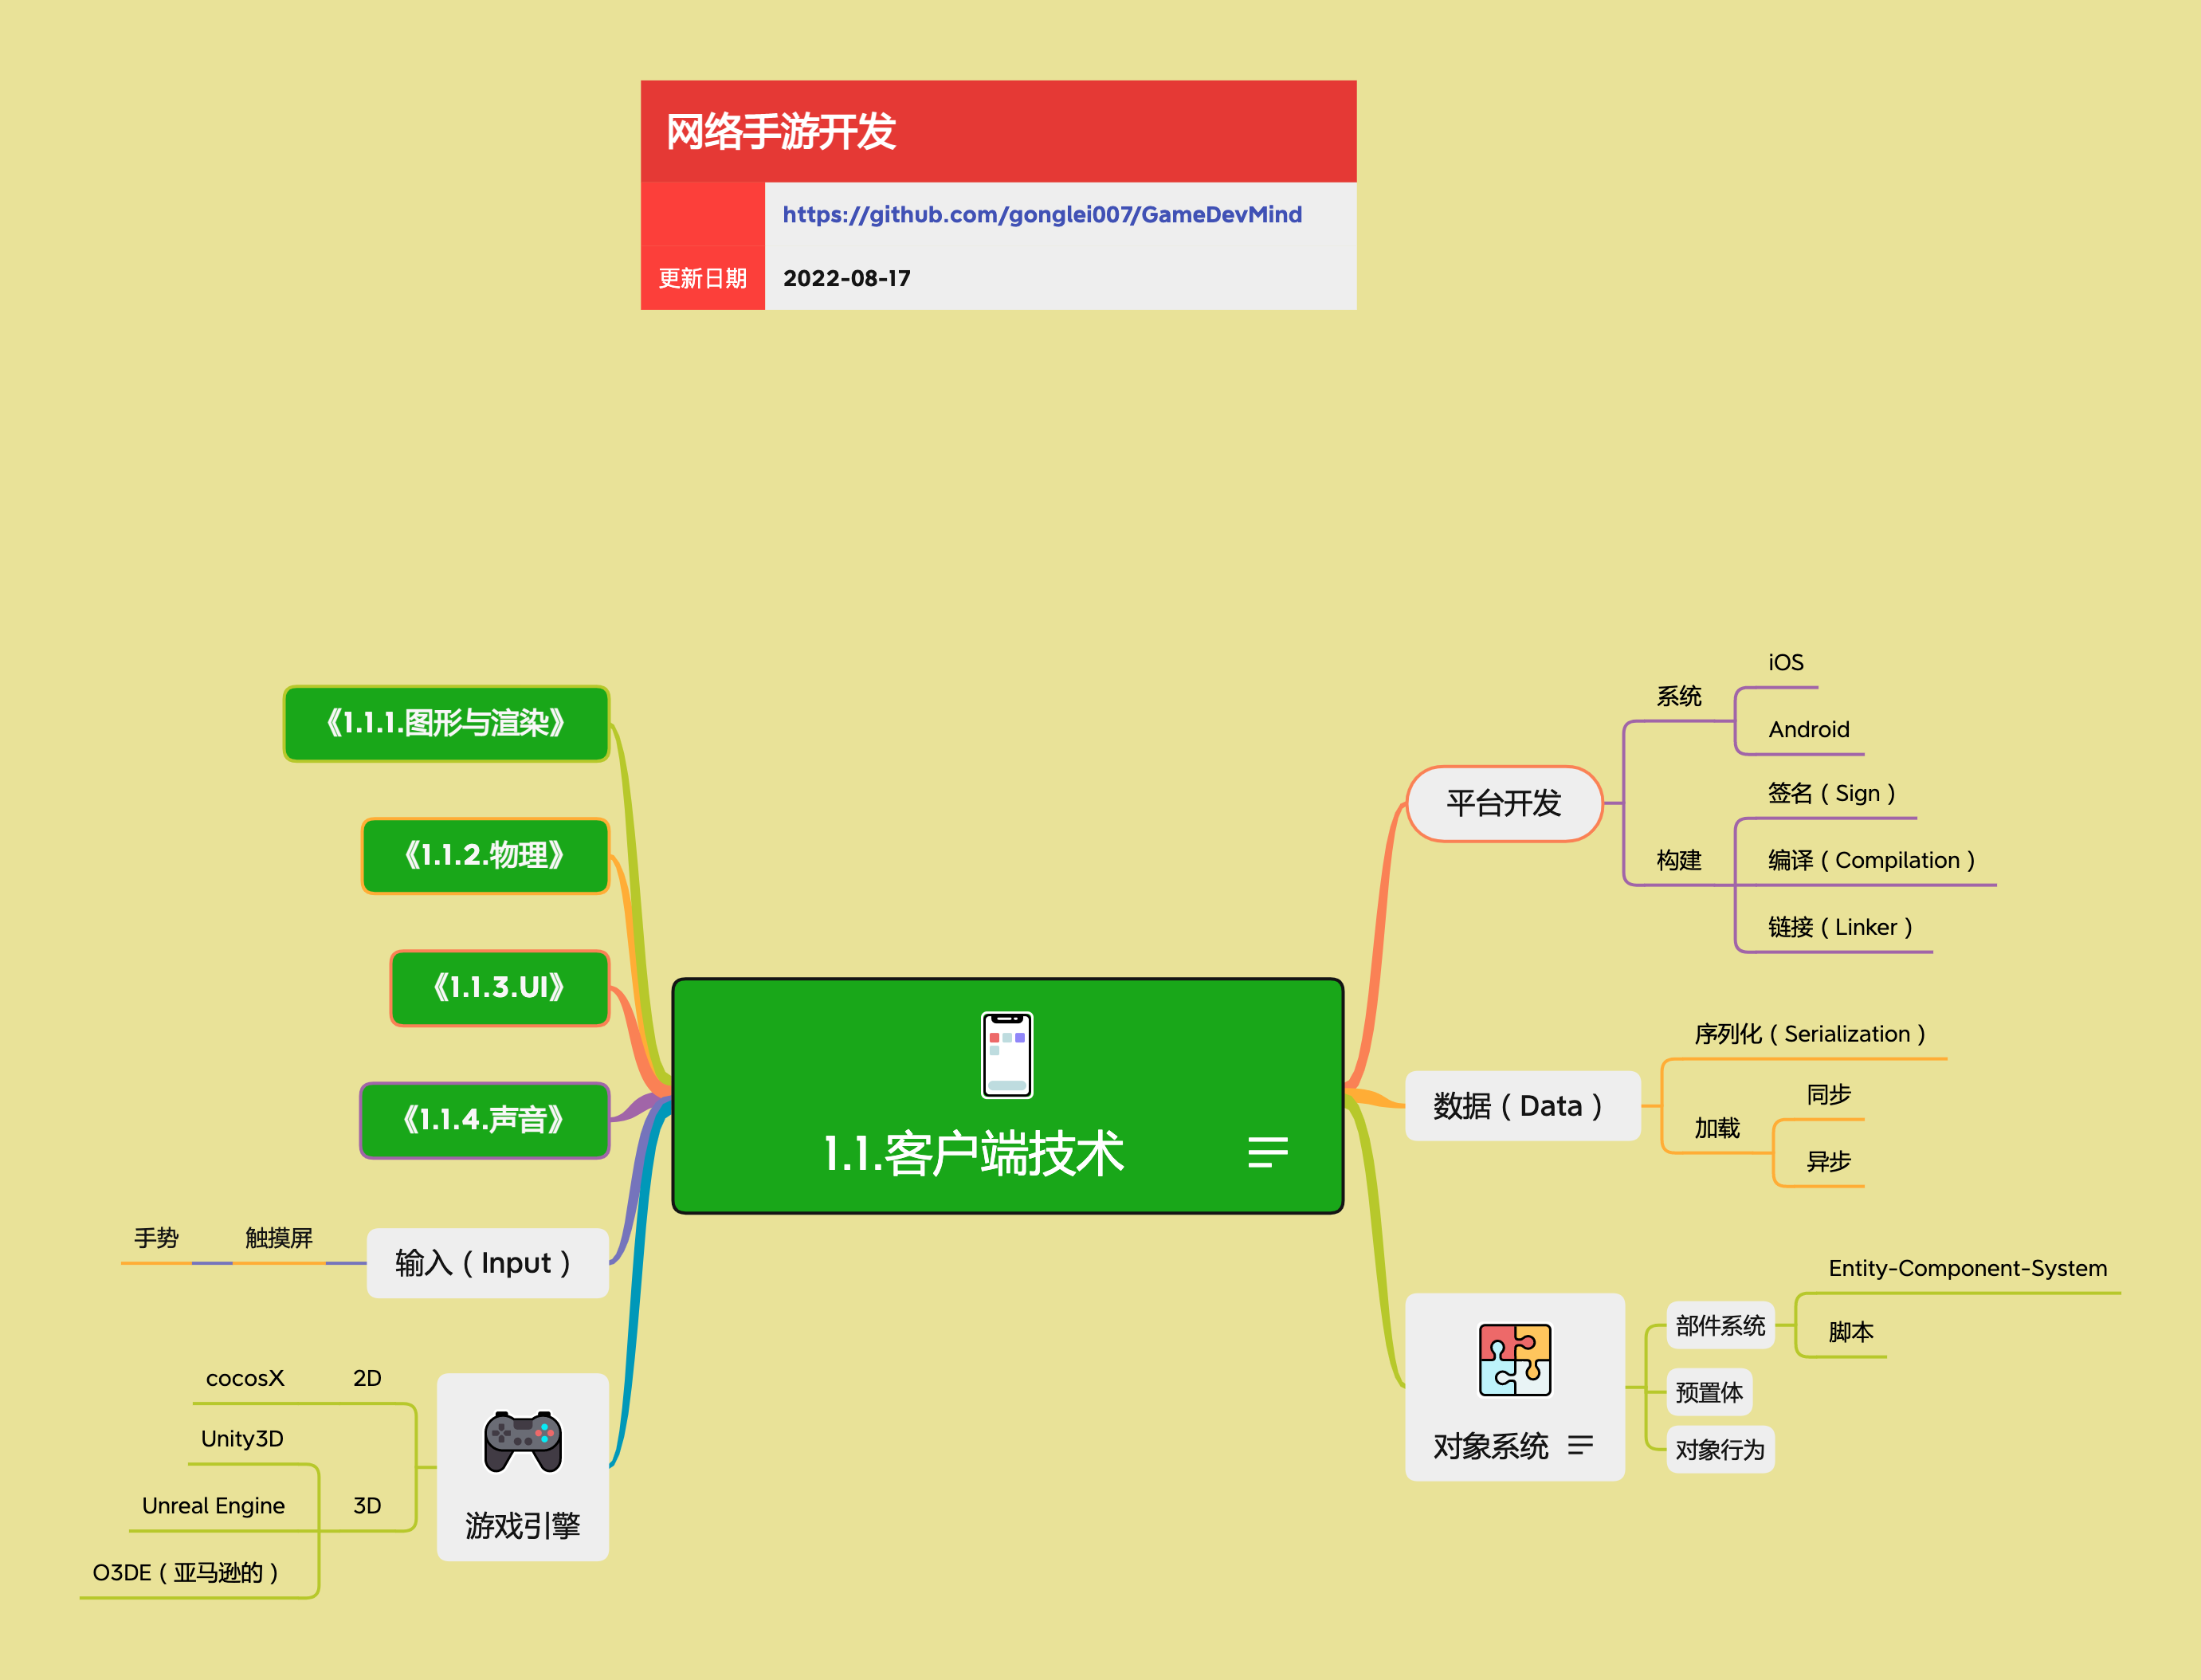 网络手游开发
https://github.com/gonglei007/GameDevMind
更新日期
2022-08-17
1.1.客户端技术
平台开发
系统
iOS
Android
构建
签名（Sign）
编译（Compilation）
链接（Linker）
数据（Data）
序列化（Serialization）
加载
同步
异步
对象系统
部件系统
Entity-Component-System
脚本
预置体
对象行为
《1.1.1.图形与渲染》
《1.1.2.物理》
《1.1.3.UI》
《1.1.4.声音》
输入（Input）
触摸屏
手势
游戏引擎
2D
cocosX
3D
Unity3D
Unreal Engine
O3DE（亚马逊的）